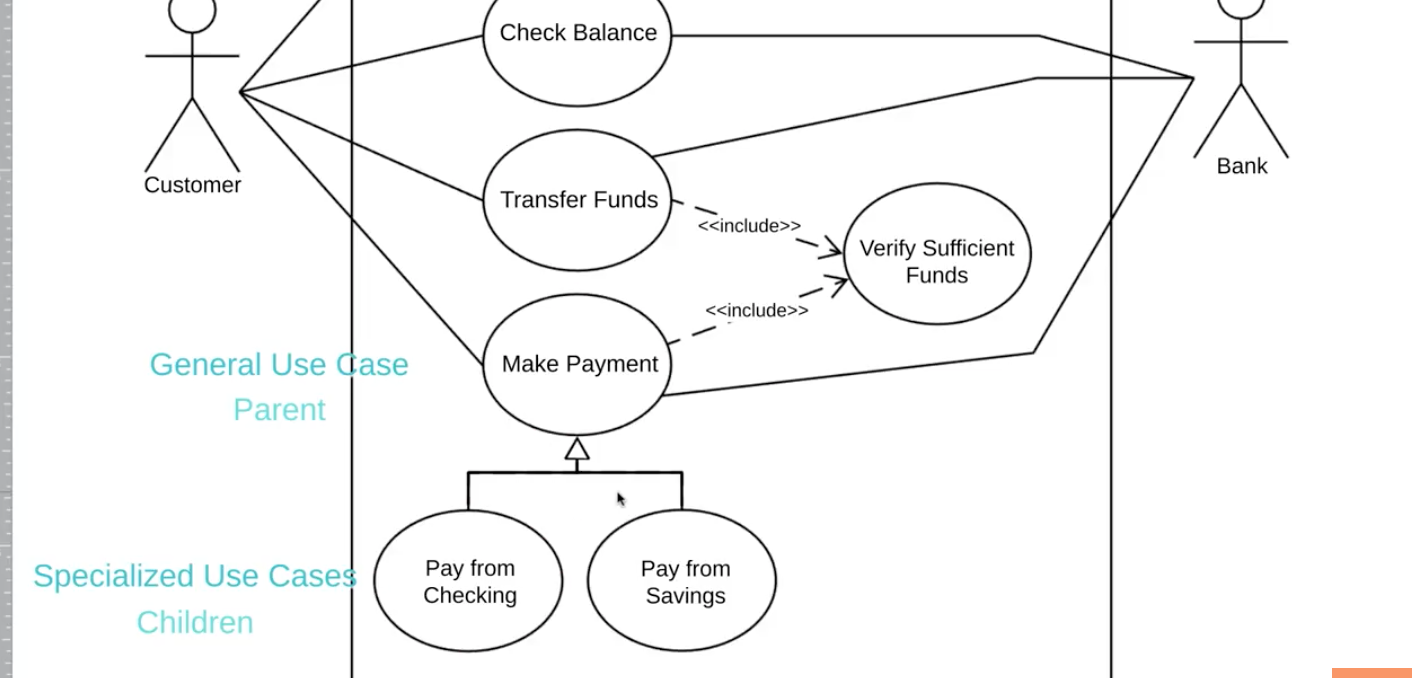 Check Balance
Customer
Bank
Transfer Funds
<<include>>
Verify Sufficient
Funds
<<include>>
Make Payment
General Use Case
Parent
Pay from
Checking
Pay from
Savings
Specialized Use Cases
Children